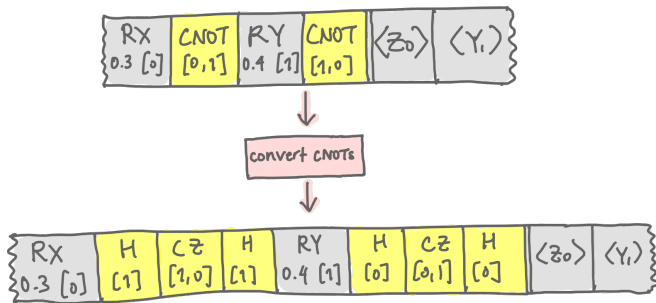 RX CNOT RY CNOT ⟨Z₀⟩ ⟨Y₁⟩
0.3 [0] [0,1] 0.4 [1] [1,0]
convert CNOTs
RX H CZ H RY H CZ H ⟨Z₀⟩ ⟨Y₁⟩
0.3 [0] [1] [1,0] [1] 0.4 [1] [0] [0,1] [0]